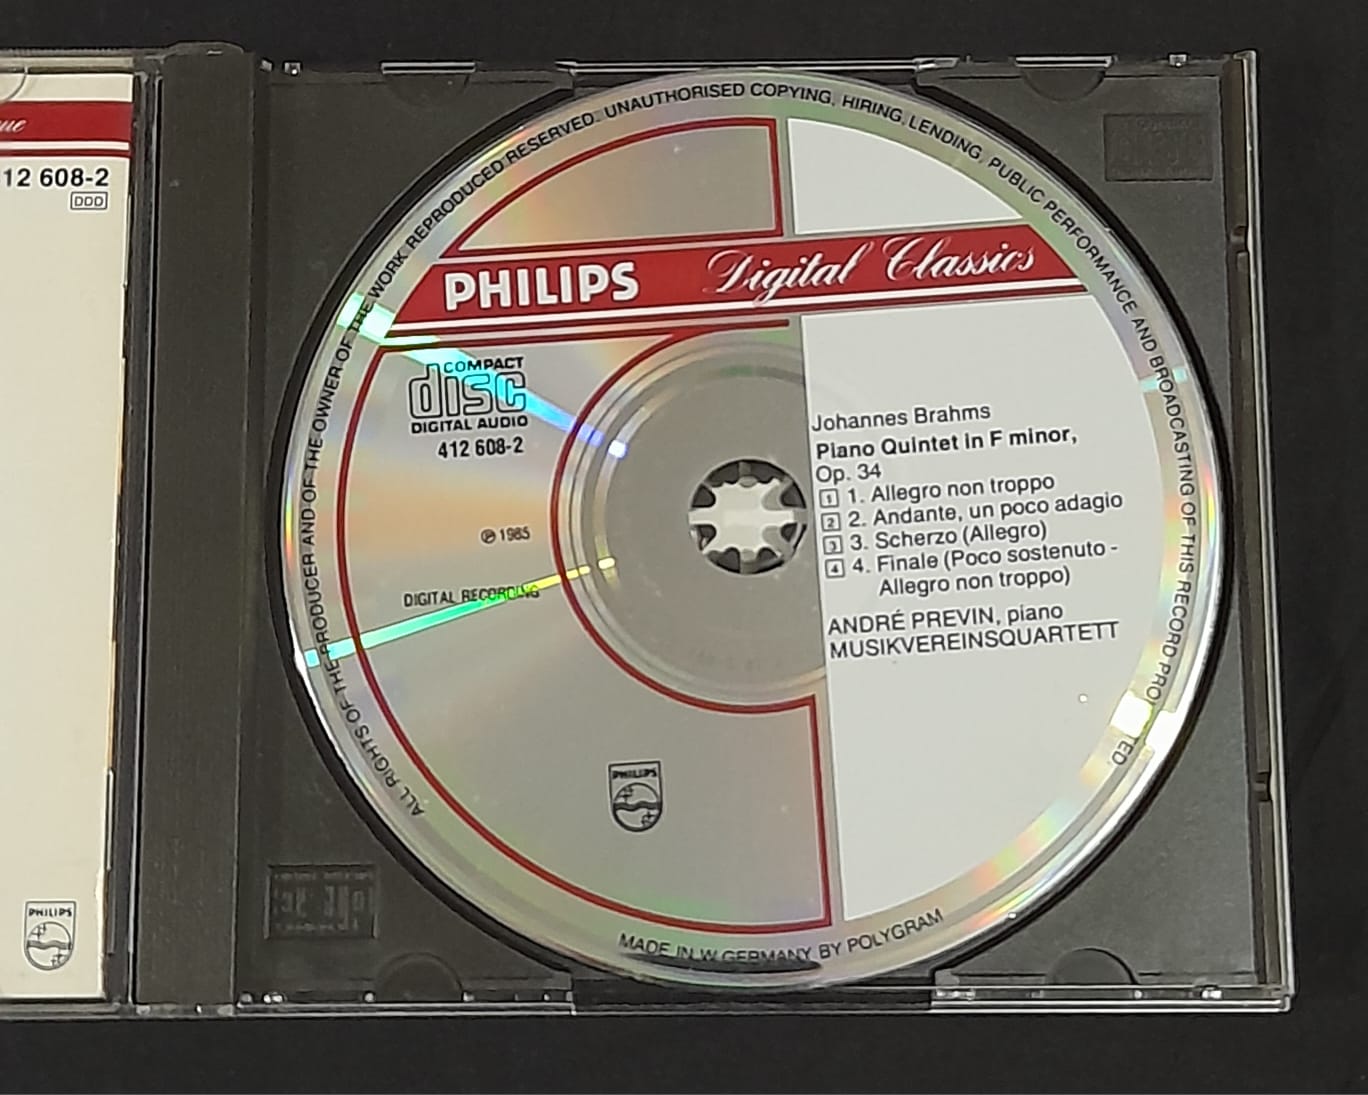 ue
12 608-2
DDD
PHILIPS
ALL RIGHTS OF THE PRODUCER AND OF THE OWNER OF THE WORK REPRODUCED RESERVED. UNAUTHORISED COPYING, HIRING, LENDING, PUBLIC PERFORMANCE AND BROADCASTING OF THIS RECORD PROHIBITED
PHILIPS Digital Classics
COMPACT
disc
DIGITAL AUDIO
412 608-2
℗ 1985
DIGITAL RECORDING
PHILIPS
Johannes Brahms
Piano Quintet in F minor,
Op. 34
1 1. Allegro non troppo
2 2. Andante, un poco adagio
3 3. Scherzo (Allegro)
4 4. Finale (Poco sostenuto -
Allegro non troppo)
ANDRÉ PREVIN, piano
MUSIKVEREINSQUARTETT
MADE IN W. GERMANY BY POLYGRAM